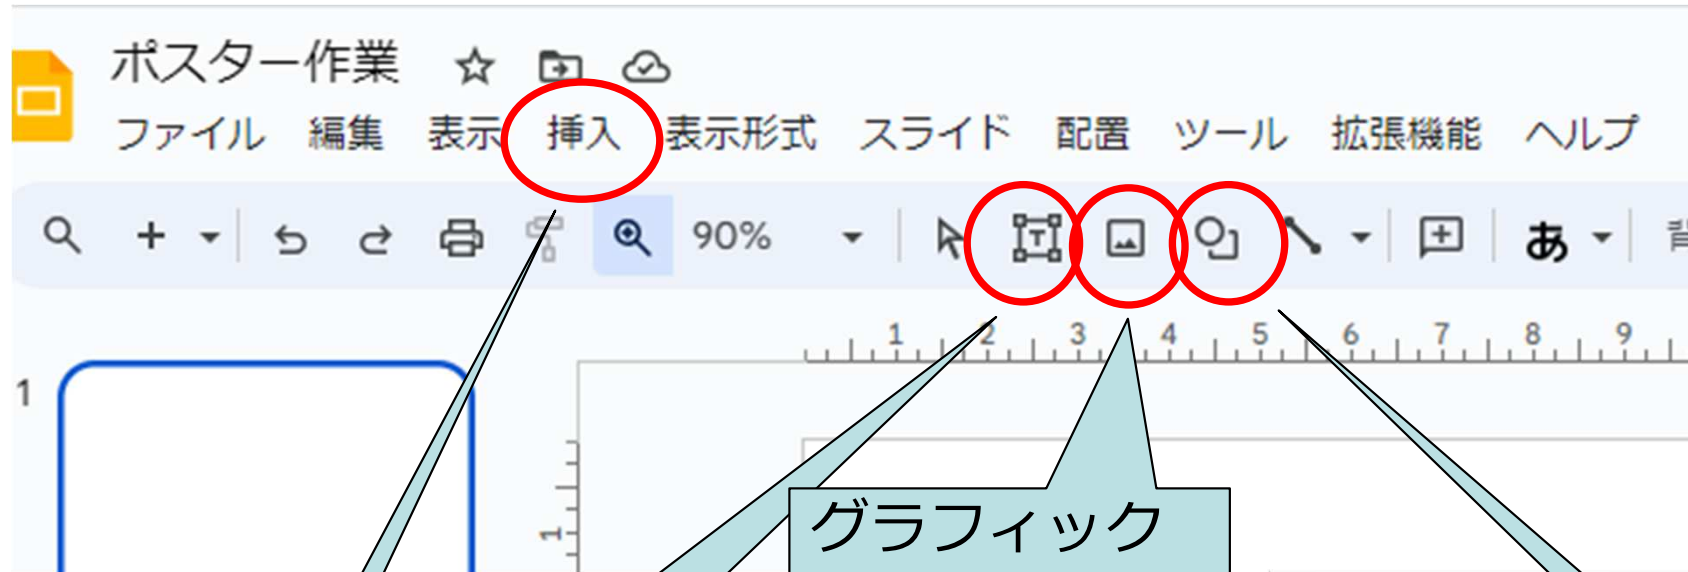 ポスター作業
ファイル 編集 表示 挿入 表示形式 スライド 配置 ツール 拡張機能 ヘルプ
90% あ
1 2 3 4 5 6 7 8 9
1
1
グラフィック